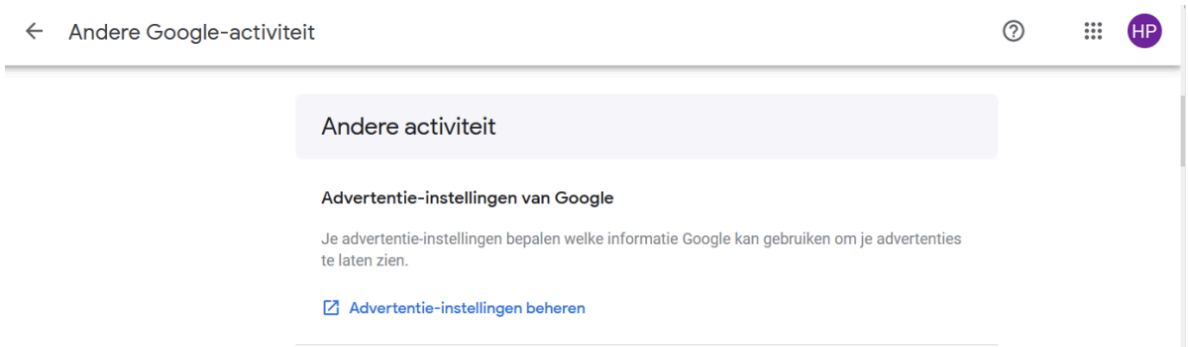 Andere Google-activiteit
HP
Andere activiteit
Advertentie-instellingen van Google
Je advertentie-instellingen bepalen welke informatie Google kan gebruiken om je advertenties
te laten zien.
Advertentie-instellingen beheren